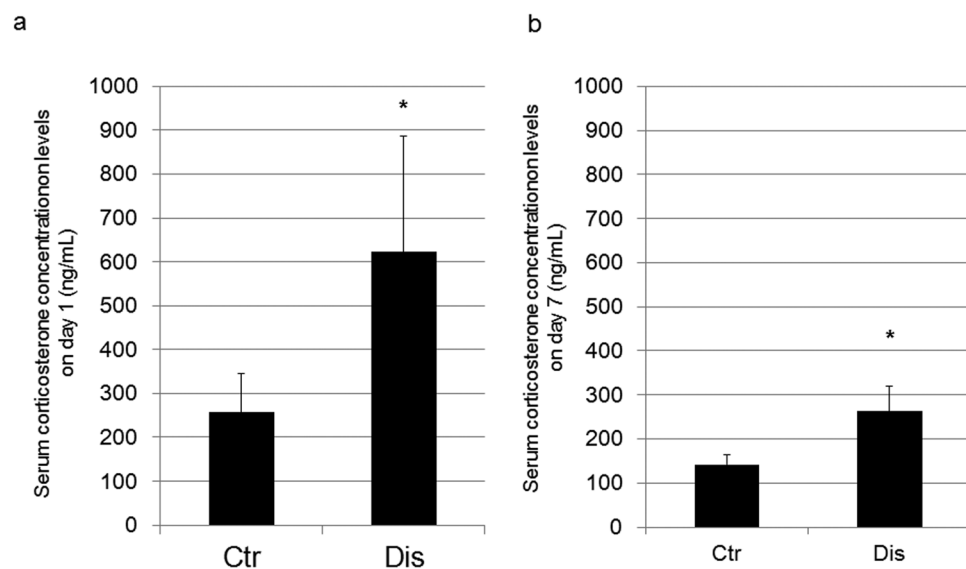 a
Serum corticosterone concentrationon levels
on day 1 (ng/mL)
1000
900
800
700
600
500
400
300
200
100
0
*
Ctr
Dis
b
Serum corticosterone concentrationon levels
on day 7 (ng/mL)
1000
900
800
700
600
500
400
300
200
100
0
*
Ctr
Dis